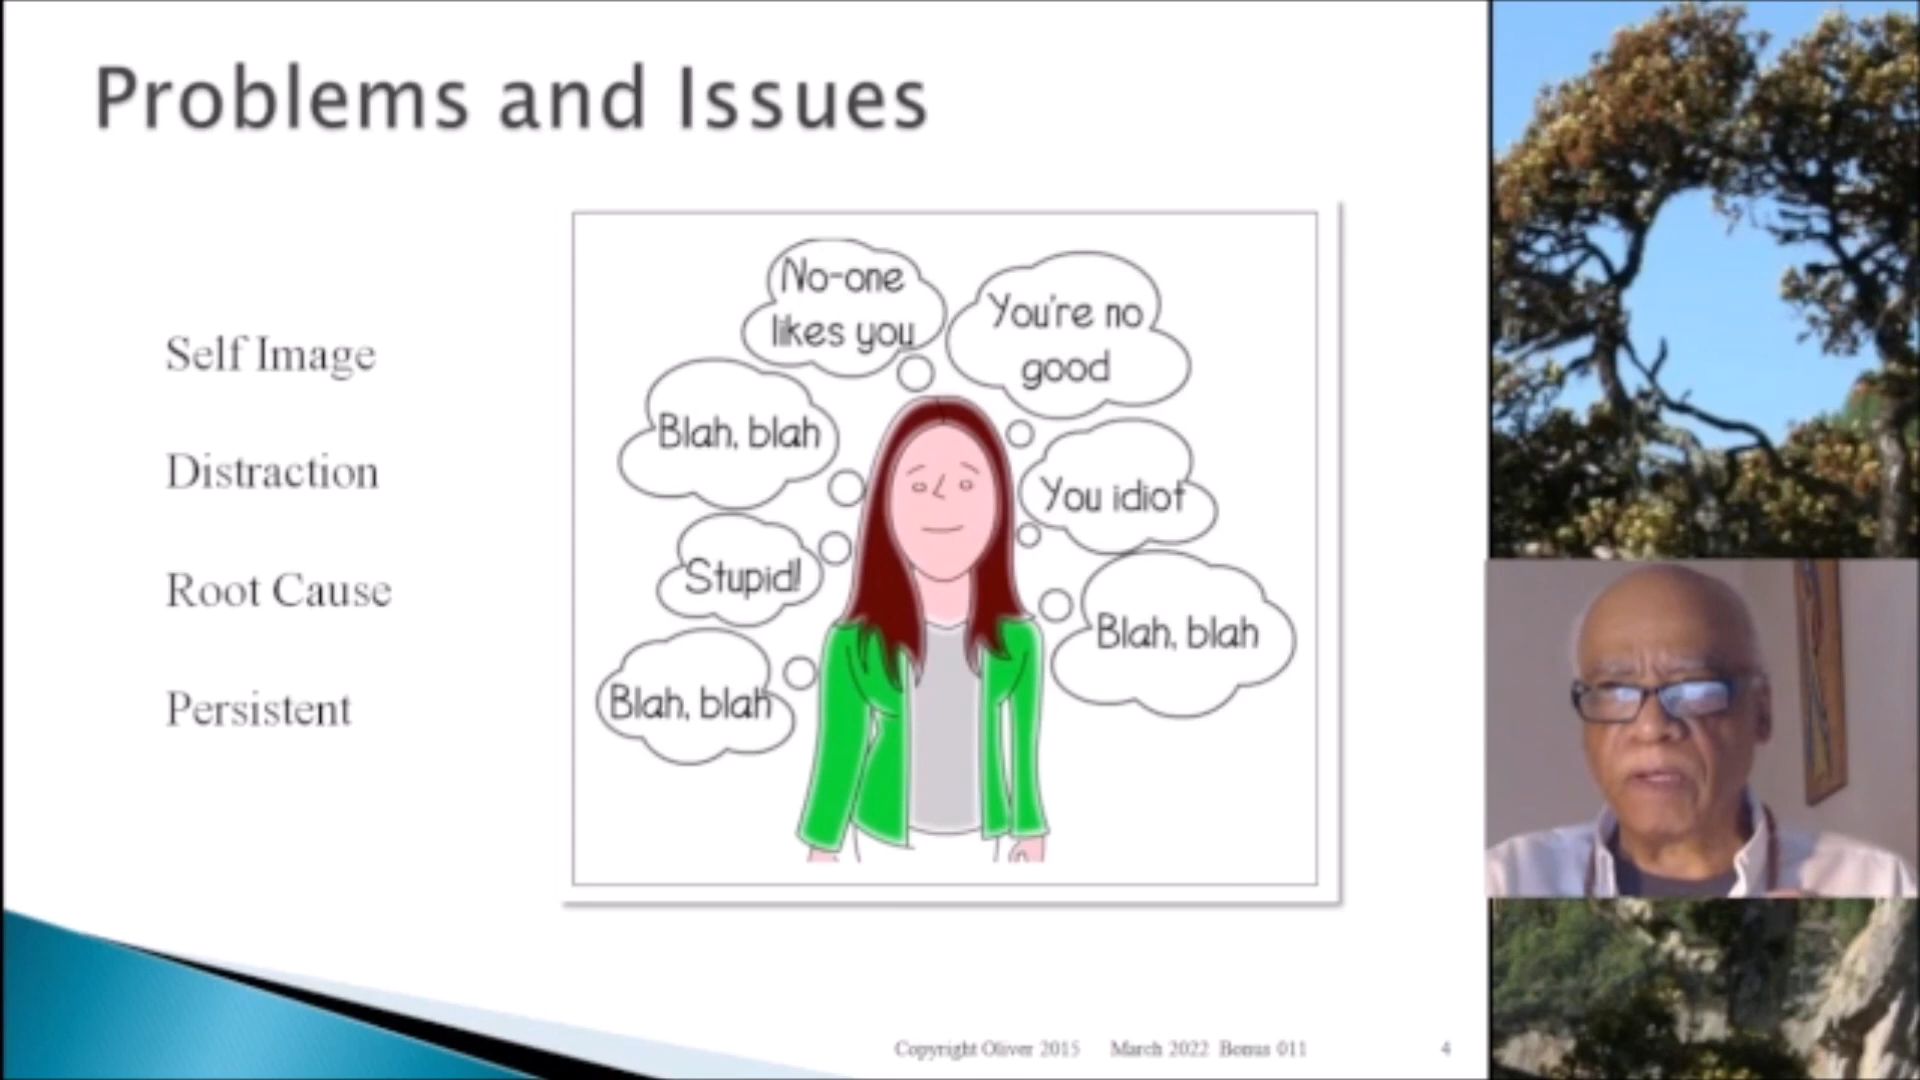 Problems and Issues
Self Image
Distraction
Root Cause
Persistent
No-one
likes you
You're no
good
Blah, blah
You idiot
Stupid!
Blah, blah
Blah, blah
Copyright Oliver 2015 March 2022 Bonus 011 4